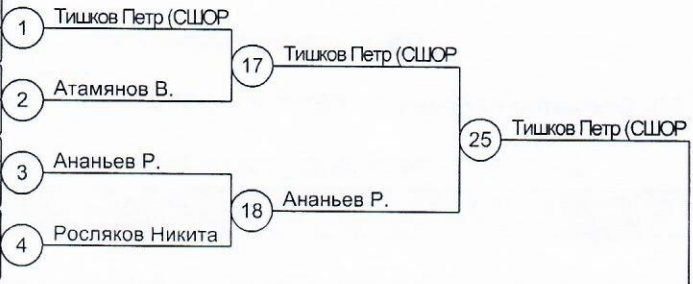 1 Тишков Петр (СШОР
17 Тишков Петр (СШОР
2 Атамянов В.
25 Тишков Петр (СШОР
3 Ананьев Р.
18 Ананьев Р.
4 Росляков Никита